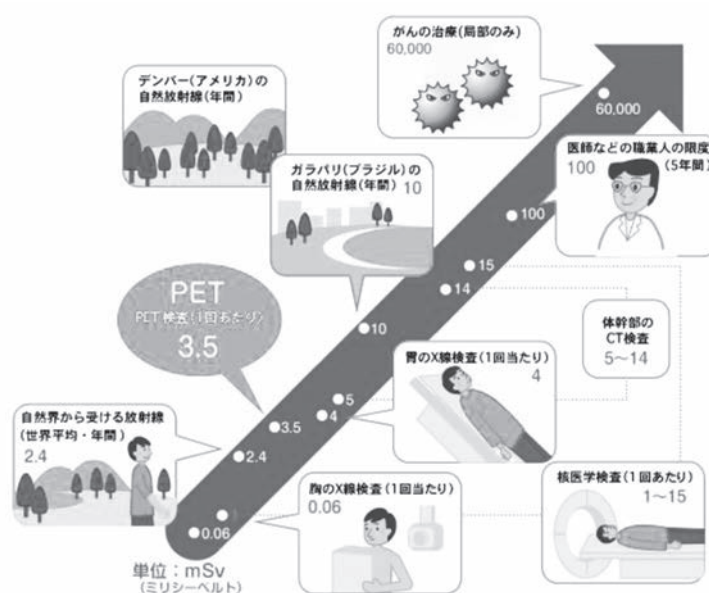 がんの治療(局部のみ)
60,000
デンバー(アメリカ)の
自然放射線(年間)
60,000
医師などの職業人の限度
100
(5年間)
ガラパリ(ブラジル)の
自然放射線(年間) 10
100
15
14
PET
PET検査(1回あたり)
3.5
10
体幹部の
CT検査
5~14
胃のX線検査(1回当たり)
4
5
4
3.5
自然界から受ける放射線
(世界平均・年間)
2.4
2.4
胸のX線検査(1回当たり)
0.06
核医学検査(1回あたり)
1~15
1
0.06
単位:mSv
(ミリシーベルト)